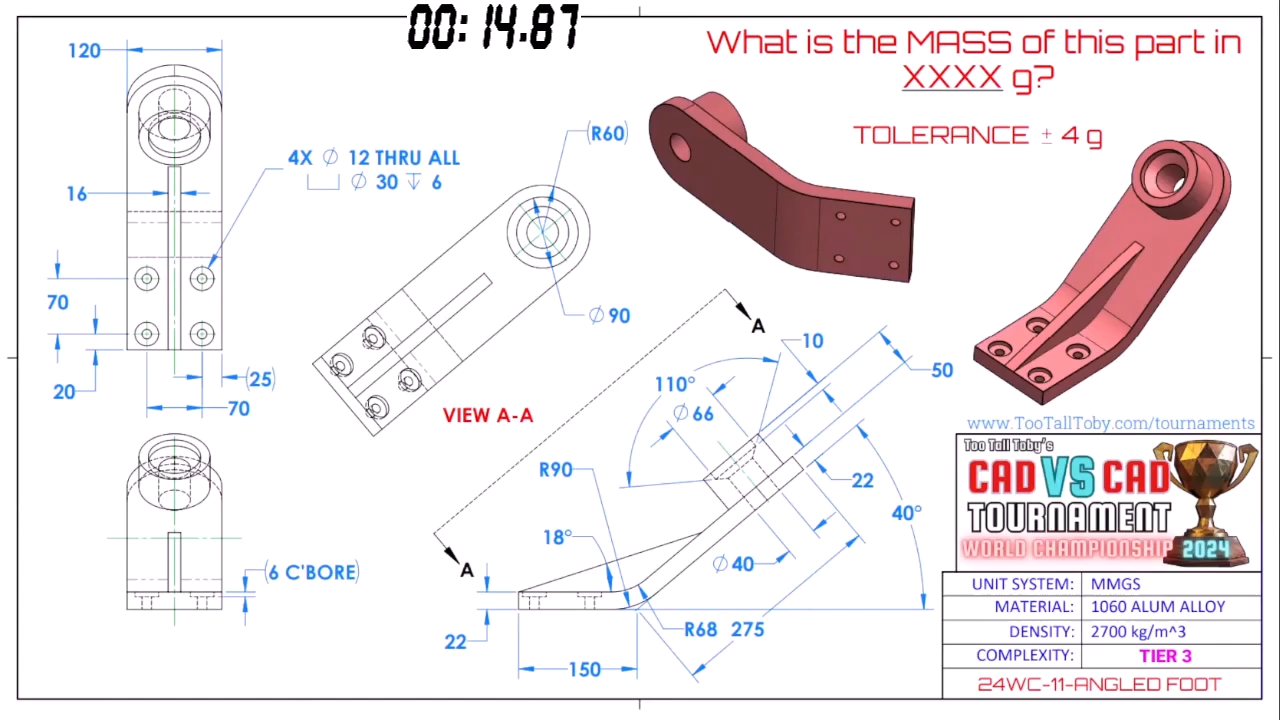 00:14.87
What is the MASS of this part in
XXXX g?
TOLERANCE ± 4 g
120
4X ∅ 12 THRU ALL
⌴ ∅ 30 ↧ 6
16
70
20
(25)
70
(R60)
∅ 90
VIEW A-A
A
A
10
50
110°
∅ 66
22
40°
R90
18°
∅ 40
22
R68
275
150
(6 C'BORE)
www.TooTallToby.com/tournaments
Too Tall Toby's
CAD VS CAD
TOURNAMENT
WORLD CHAMPIONSHIP 2024
UNIT SYSTEM: MMGS
MATERIAL: 1060 ALUM ALLOY
DENSITY: 2700 kg/m^3
COMPLEXITY: TIER 3
24WC-11-ANGLED FOOT